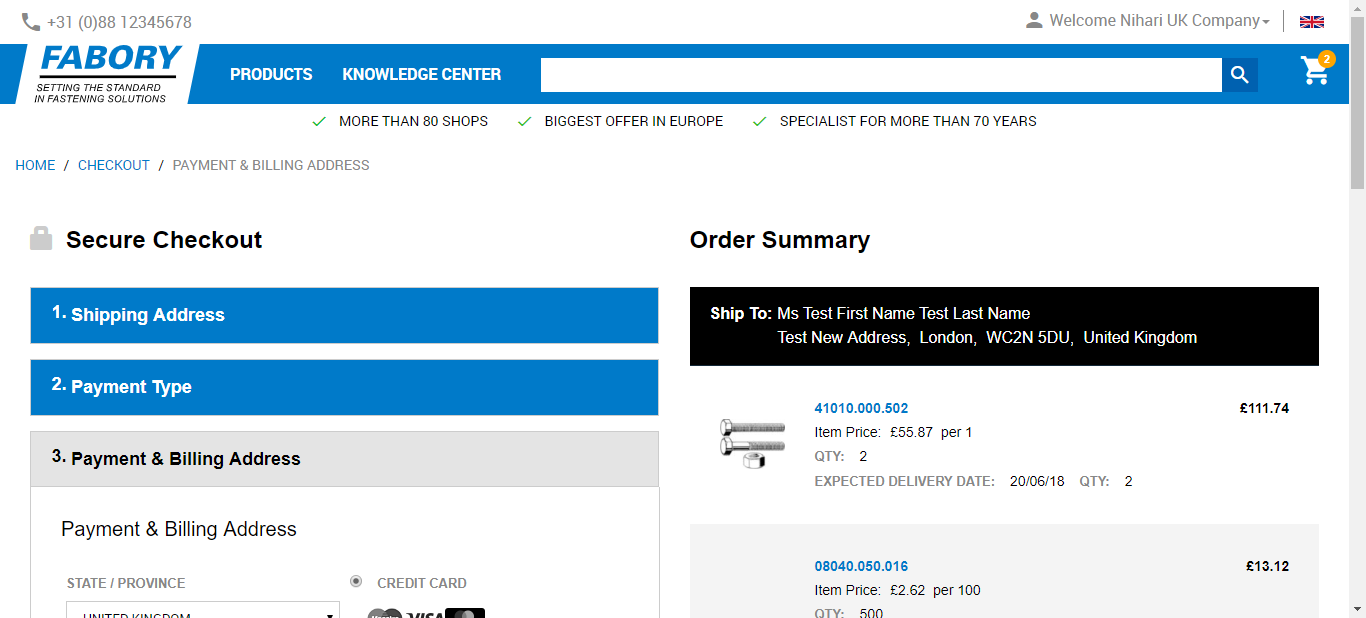 +31 (0)88 12345678
Welcome Nihari UK Company
FABORY
SETTING THE STANDARD
IN FASTENING SOLUTIONS
PRODUCTS KNOWLEDGE CENTER
2
MORE THAN 80 SHOPS BIGGEST OFFER IN EUROPE SPECIALIST FOR MORE THAN 70 YEARS
HOME / CHECKOUT / PAYMENT & BILLING ADDRESS
Secure Checkout
1. Shipping Address
2. Payment Type
3. Payment & Billing Address
Payment & Billing Address
STATE / PROVINCE
UNITED KINGDOM
CREDIT CARD
VISA
Order Summary
Ship To: Ms Test First Name Test Last Name
Test New Address, London, WC2N 5DU, United Kingdom
41010.000.502 £111.74
Item Price: £55.87 per 1
QTY: 2
EXPECTED DELIVERY DATE: 20/06/18 QTY: 2
08040.050.016 £13.12
Item Price: £2.62 per 100
QTY: 500